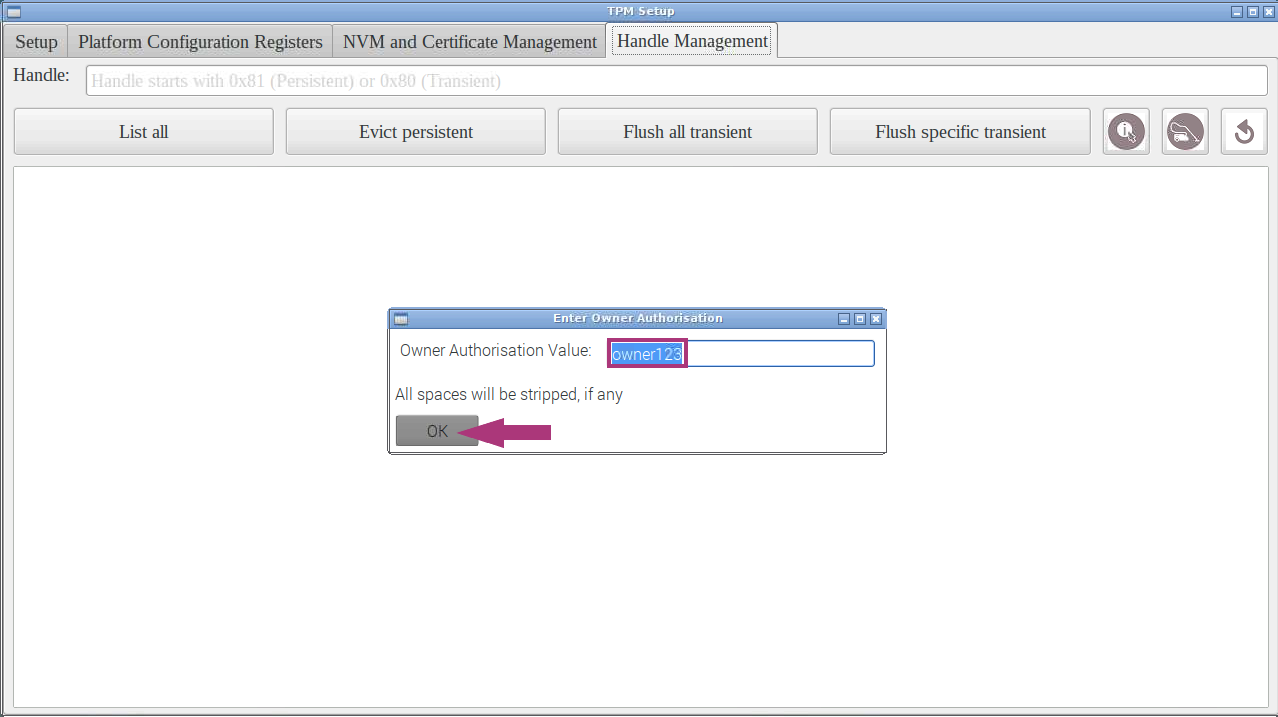 TPM Setup
Setup Platform Configuration Registers NVM and Certificate Management Handle Management
Handle: Handle starts with 0x81 (Persistent) or 0x80 (Transient)
List all Evict persistent Flush all transient Flush specific transient
Enter Owner Authorisation
Owner Authorisation Value: owner123
All spaces will be stripped, if any
OK